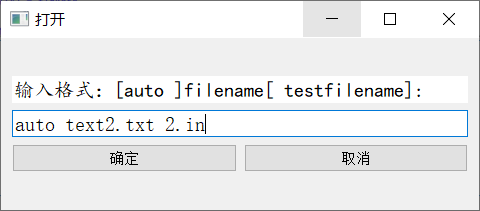 打开
输入格式：[auto ]filename[ testfilename]:
auto text2.txt 2.in
确定
取消